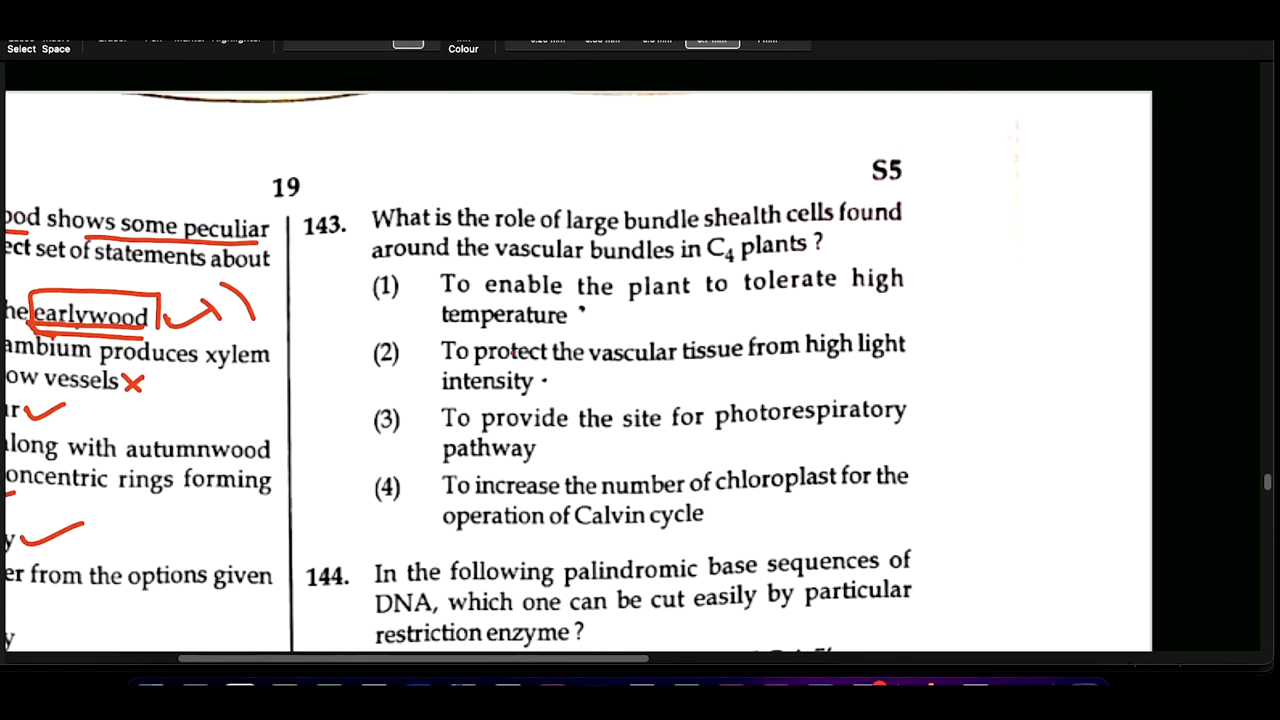 Select Space
Colour
19
S5
ood shows some peculiar
ect set of statements about
he earlywood
ambium produces xylem
ow vessels
ar
along with autumnwood
oncentric rings forming
y
er from the options given
y
143. What is the role of large bundle shealth cells found
around the vascular bundles in C4 plants ?
(1) To enable the plant to tolerate high
temperature
(2) To protect the vascular tissue from high light
intensity
(3) To provide the site for photorespiratory
pathway
(4) To increase the number of chloroplast for the
operation of Calvin cycle
144. In the following palindromic base sequences of
DNA, which one can be cut easily by particular
restriction enzyme ?